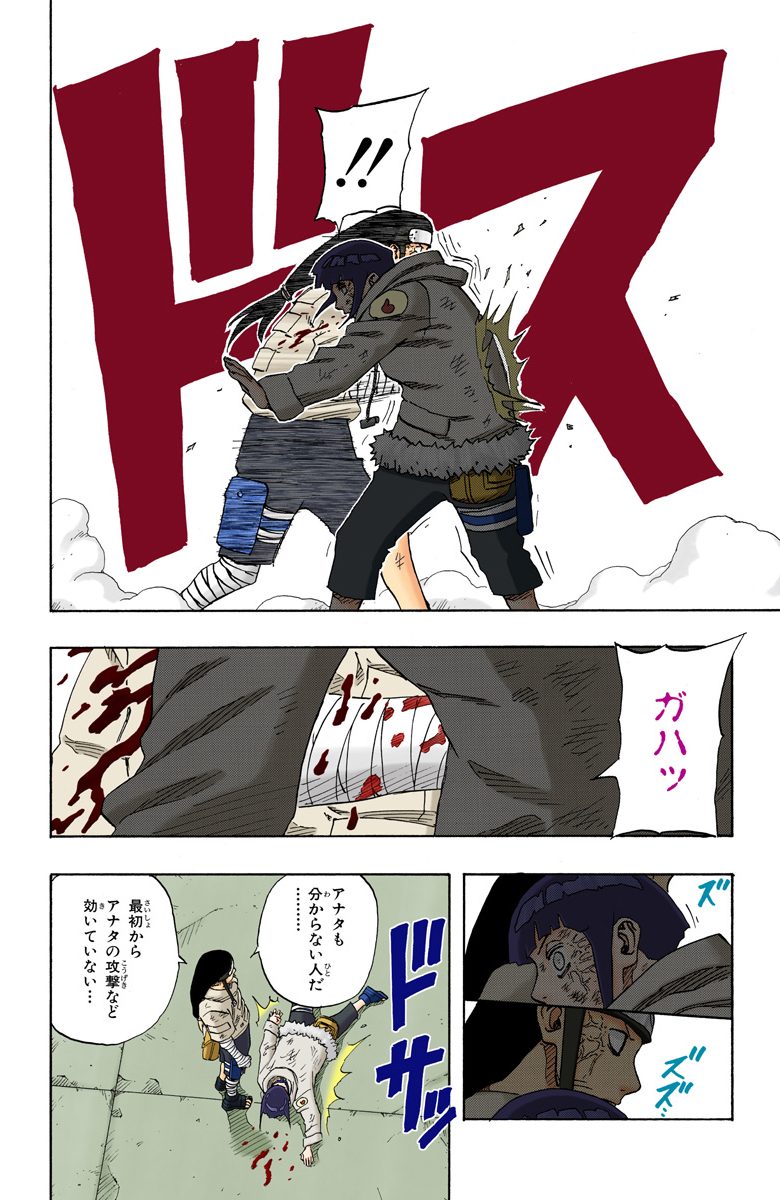 ドス
!!
ガハッ
ズ
ズズ…
ドサッ
アナタも
分からない人だ
………
最初から
アナタの攻撃など
効いていない…